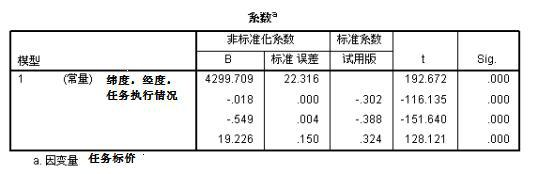 系数a
模型 非标准化系数 标准系数 t Sig.
B 标准 误差 试用版
1 (常量) 纬度，经度， 4299.709 22.316 192.672 .000
任务执行情况 -.018 .000 -.302 -116.135 .000
-.549 .004 -.388 -151.640 .000
19.226 .150 .324 128.121 .000
a. 因变量 任务标价